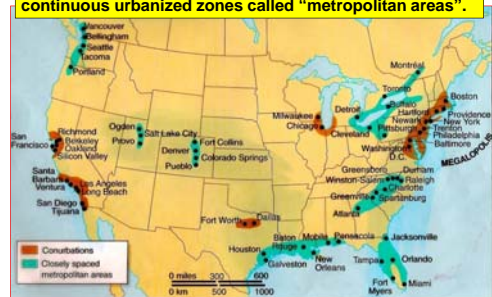 continuous urbanized zones called “metropolitan areas”.
Vancouver
Bellingham
Seattle
Tacoma
Portland
Montréal
Toronto
Boston
Buffalo
Hartford
Providence
Detroit
Milwaukee
Chicago
Cleveland
Newark
New York
Pittsburgh
Trenton
Philadelphia
Baltimore
Washington
D.C.
MEGALOPOLIS
Ogden
Salt Lake City
Provo
Fort Collins
Denver
Colorado Springs
Pueblo
San
Francisco
Richmond
Berkeley
Oakland
Silicon Valley
Santa
Barbara
Ventura
Los Angeles
Long Beach
San Diego
Tijuana
Greensboro
Durham
Winston-Salem
Raleigh
Charlotte
Greenville
Spartanburg
Atlanta
Fort Worth
Dallas
Baton
Rouge
Mobile
Pensacola
Jacksonville
Houston
Galveston
New
Orleans
Tampa
Orlando
Fort
Myers
Miami
Conurbations
Closely spaced
metropolitan areas
0 miles 300 600
0 km 500 1000